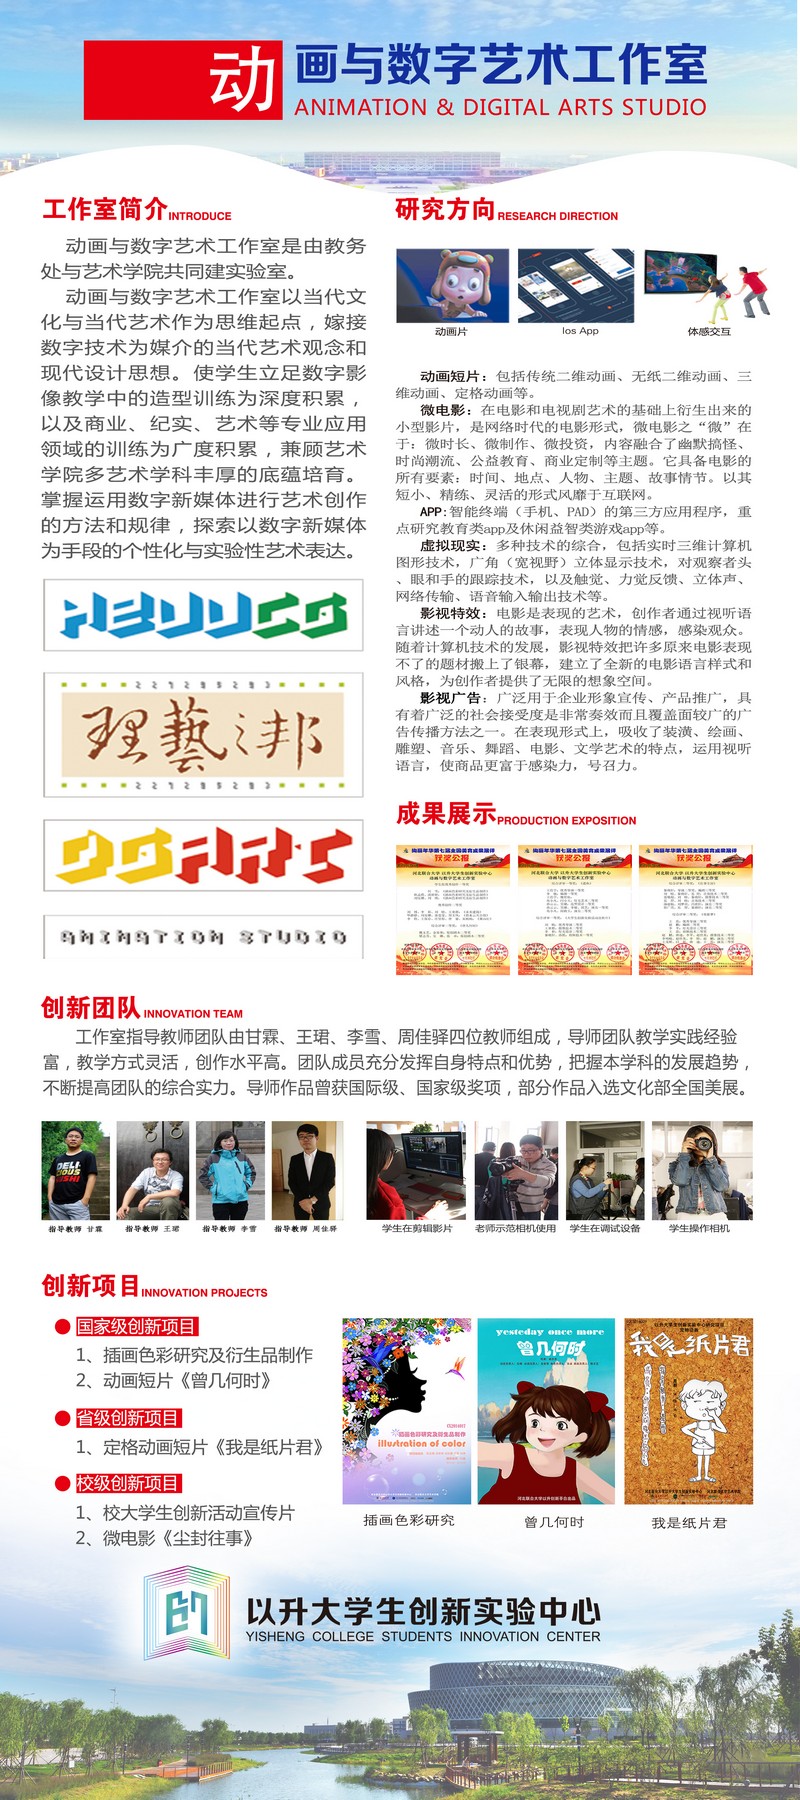 动画与数字艺术工作室
ANIMATION & DIGITAL ARTS STUDIO
工作室简介INTRODUCE
动画与数字艺术工作室是由教务
处与艺术学院共同建实验室。
动画与数字艺术工作室以当代文
化与当代艺术作为思维起点，嫁接
数字技术为媒介的当代艺术观念和
现代设计思想。使学生立足数字影
像教学中的造型训练为深度积累，
以及商业、纪实、艺术等专业应用
领域的训练为广度积累，兼顾艺术
学院多艺术学科丰厚的底蕴培育。
掌握运用数字新媒体进行艺术创作
的方法和规律，探索以数字新媒体
为手段的个性化与实验性艺术表达。
理藝之邦
ANIMATION STUDIO
研究方向RESEARCH DIRECTION
动画片
Ios App
体感交互
动画短片：包括传统二维动画、无纸二维动画、三
维动画、定格动画等。
微电影：在电影和电视剧艺术的基础上衍生出来的
小型影片，是网络时代的电影形式，微电影之“微”在
于：微时长、微制作、微投资，内容融合了幽默搞怪、
时尚潮流、公益教育、商业定制等主题。它具备电影的
所有要素：时间、地点、人物、主题、故事情节。以其
短小、精练、灵活的形式风靡于互联网。
APP:智能终端（手机、PAD）的第三方应用程序，重
点研究教育类app及休闲益智类游戏app等。
虚拟现实：多种技术的综合，包括实时三维计算机
图形技术，广角（宽视野）立体显示技术，对观察者头
、眼和手的跟踪技术，以及触觉、力觉反馈、立体声、
网络传输、语音输入输出技术等。
影视特效：电影是表现的艺术，创作者通过视听语
言讲述一个动人的故事，表现人物的情感，感染观众。
随着计算机技术的发展，影视特效把许多原来电影表现
不了的题材搬上了银幕，建立了全新的电影语言样式和
风格，为创作者提供了无限的想象空间。
影视广告：广泛用于企业形象宣传、产品推广，具
有着广泛的社会接受度是非常奏效而且覆盖面较广的广
告传播方法之一。在表现形式上，吸收了装潢、绘画、
雕塑、音乐、舞蹈、电影、文学艺术的特点，运用视听
语言，使商品更富于感染力，号召力。
成果展示PRODUCTION EXPOSITION
获奖公报
获奖公报
获奖公报
创新团队INNOVATION TEAM
工作室指导教师团队由甘霖、王珺、李雪、周佳驿四位教师组成，导师团队教学实践经验
富，教学方式灵活，创作水平高。团队成员充分发挥自身特点和优势，把握本学科的发展趋势，
不断提高团队的综合实力。导师作品曾获国际级、国家级奖项，部分作品入选文化部全国美展。
指导教师 甘霖
指导教师 王珺
指导教师 李雪
指导教师 周佳驿
学生在剪辑影片
老师示范相机使用
学生在调试设备
学生操作相机
创新项目INNOVATION PROJECTS
国家级创新项目
1、插画色彩研究及衍生品制作
2、动画短片《曾几何时》
省级创新项目
1、定格动画短片《我是纸片君》
校级创新项目
1、校大学生创新活动宣传片
2、微电影《尘封往事》
插画色彩研究及衍生品制作
illustration of color
yesteday once more
曾几何时
我是纸片君
插画色彩研究
曾几何时
我是纸片君
以升大学生创新实验中心
YISHENG COLLEGE STUDENTS INNOVATION CENTER